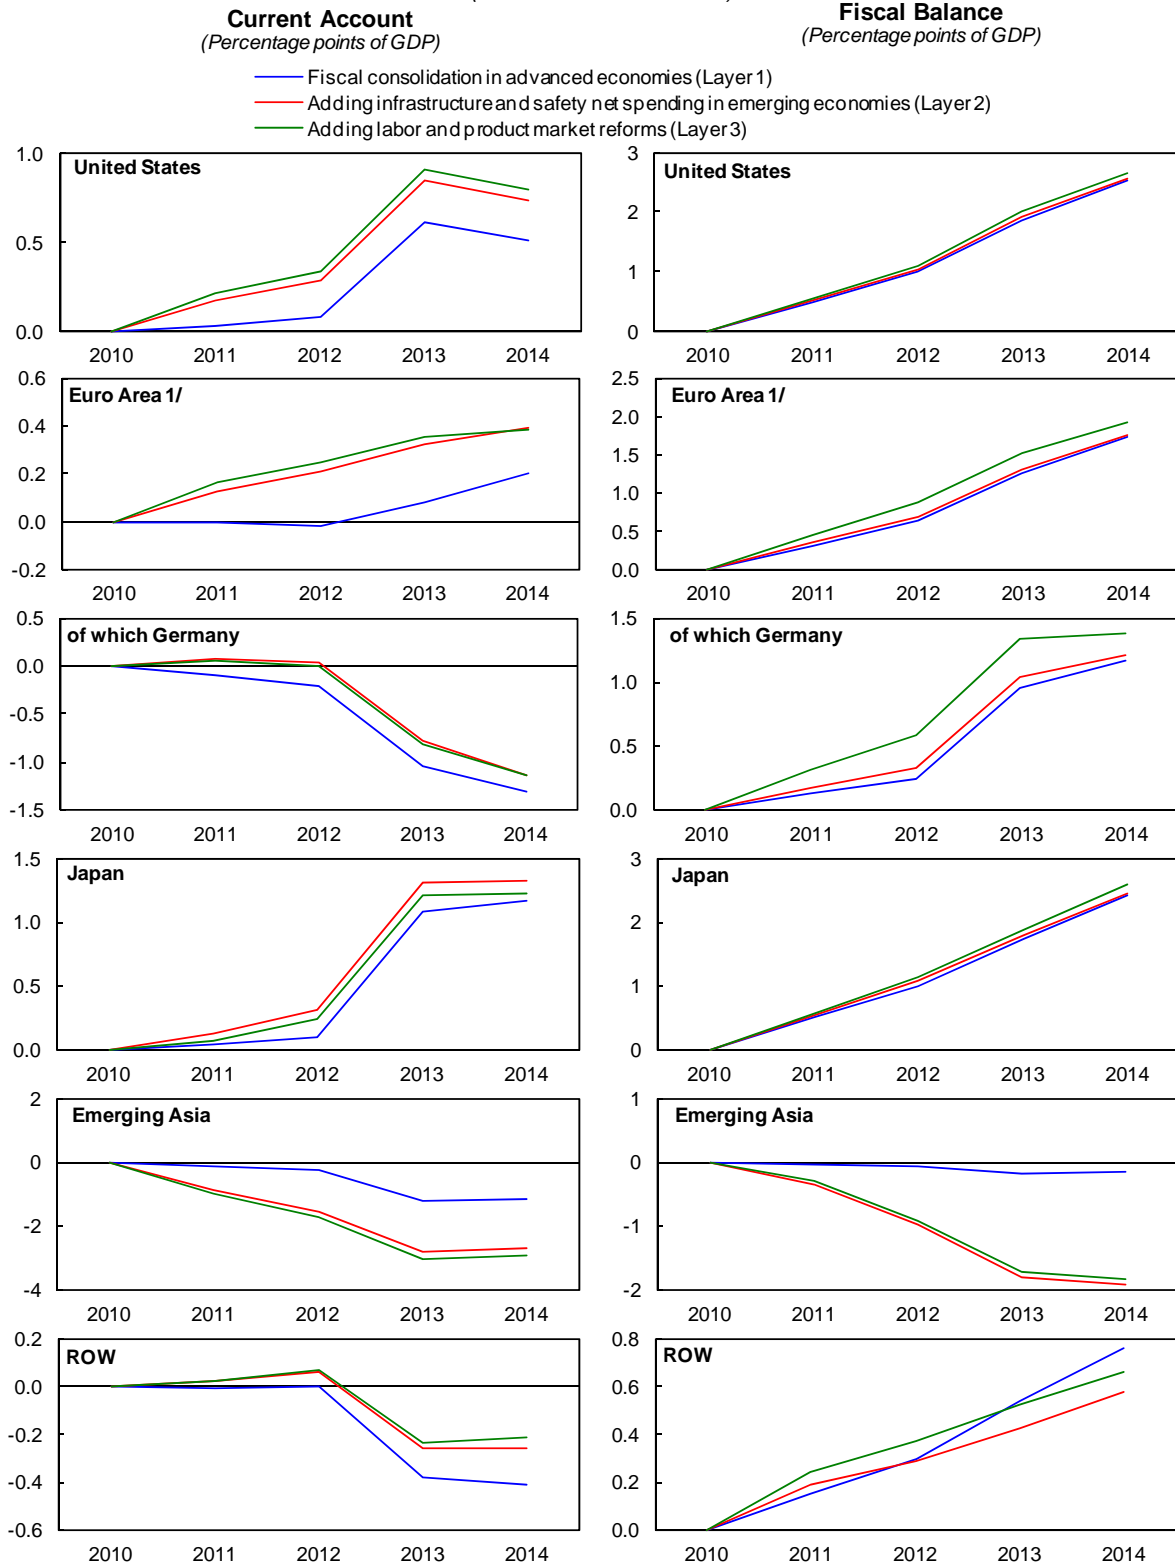 Current Account
(Percentage points of GDP)
Fiscal Balance
(Percentage points of GDP)
Fiscal consolidation in advanced economies (Layer 1)
Adding infrastructure and safety net spending in emerging economies (Layer 2)
Adding labor and product market reforms (Layer 3)
United States
1.0
0.5
0.0
2010 2011 2012 2013 2014
United States
3
2
1
0
2010 2011 2012 2013 2014
Euro Area 1/
0.6
0.4
0.2
0.0
-0.2
2010 2011 2012 2013 2014
Euro Area 1/
2.5
2.0
1.5
1.0
0.5
0.0
2010 2011 2012 2013 2014
of which Germany
0.5
0.0
-0.5
-1.0
-1.5
2010 2011 2012 2013 2014
of which Germany
1.5
1.0
0.5
0.0
2010 2011 2012 2013 2014
Japan
1.5
1.0
0.5
0.0
2010 2011 2012 2013 2014
Japan
3
2
1
0
2010 2011 2012 2013 2014
Emerging Asia
2
0
-2
-4
2010 2011 2012 2013 2014
Emerging Asia
1
0
-1
-2
2010 2011 2012 2013 2014
ROW
0.2
0.0
-0.2
-0.4
-0.6
2010 2011 2012 2013 2014
ROW
0.8
0.6
0.4
0.2
0.0
2010 2011 2012 2013 2014